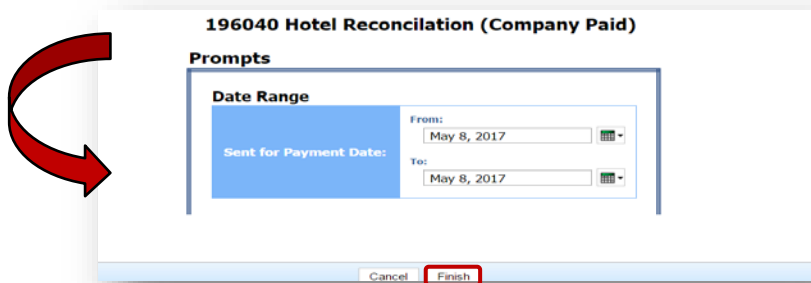 196040 Hotel Reconcilation (Company Paid)
Prompts
Date Range
Sent for Payment Date:
From:
May 8, 2017
To:
May 8, 2017
Cancel Finish